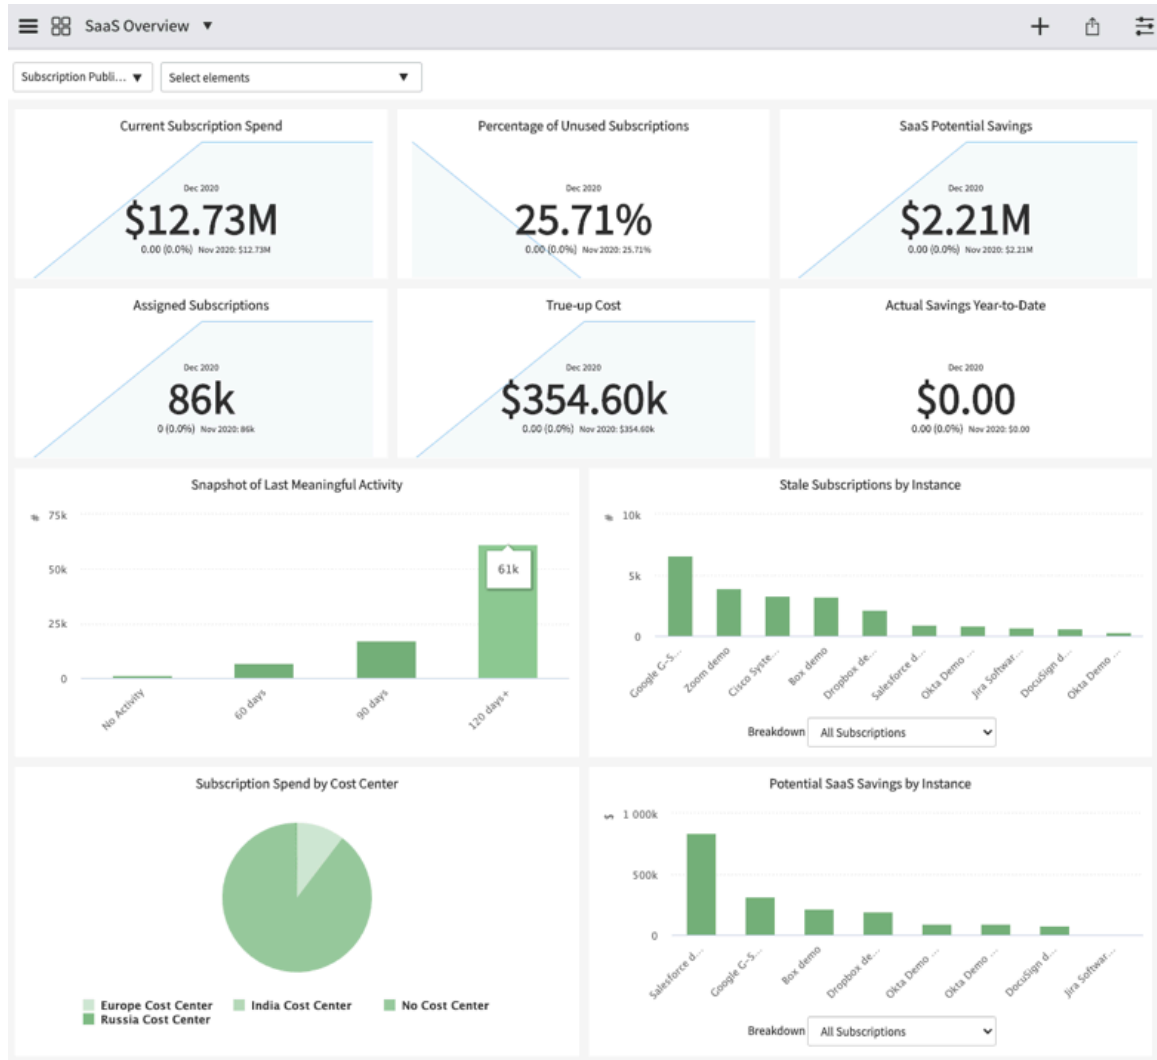 SaaS Overview ▼
Subscription Publi... ▼ Select elements ▼
Current Subscription Spend
Dec 2020
$12.73M
0.00 (0.0%) Nov 2020: $12.73M
Percentage of Unused Subscriptions
Dec 2020
25.71%
0.00 (0.0%) Nov 2020: 25.71%
SaaS Potential Savings
Dec 2020
$2.21M
0.00 (0.0%) Nov 2020: $2.21M
Assigned Subscriptions
Dec 2020
86k
0 (0.0%) Nov 2020: 86k
True-up Cost
Dec 2020
$354.60k
0.00 (0.0%) Nov 2020: $354.60k
Actual Savings Year-to-Date
Dec 2020
$0.00
0.00 (0.0%) Nov 2020: $0.00
Snapshot of Last Meaningful Activity
#
75k
50k
25k
0
61k
No Activity
60 days
90 days
120 days+
Stale Subscriptions by Instance
#
10k
5k
0
Google G-S...
Zoom demo
Cisco Syste...
Box demo
Dropbox de...
Salesforce d...
Okta Demo ...
Jira Softwar...
DocuSign d...
Okta Demo ...
Breakdown All Subscriptions
Subscription Spend by Cost Center
Europe Cost Center India Cost Center No Cost Center
Russia Cost Center
Potential SaaS Savings by Instance
$
1 000k
500k
0
Salesforce d...
Google G-S...
Box demo
Dropbox de...
Okta Demo ...
Okta Demo ...
DocuSign d...
Jira Softwar...
Breakdown All Subscriptions